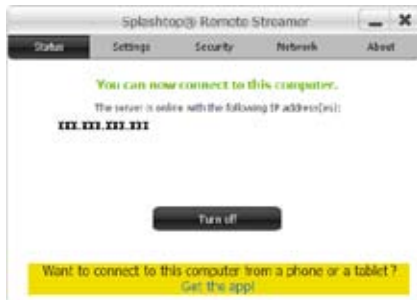 Splashtop® Remote Streamer
Status Settings Security Network About
You can now connect to this computer.
The server is online with the following IP address(es):
XXX.XXX.XXX.XXX
Turn off
Want to connect to this computer from a phone or a tablet?
Get the app!